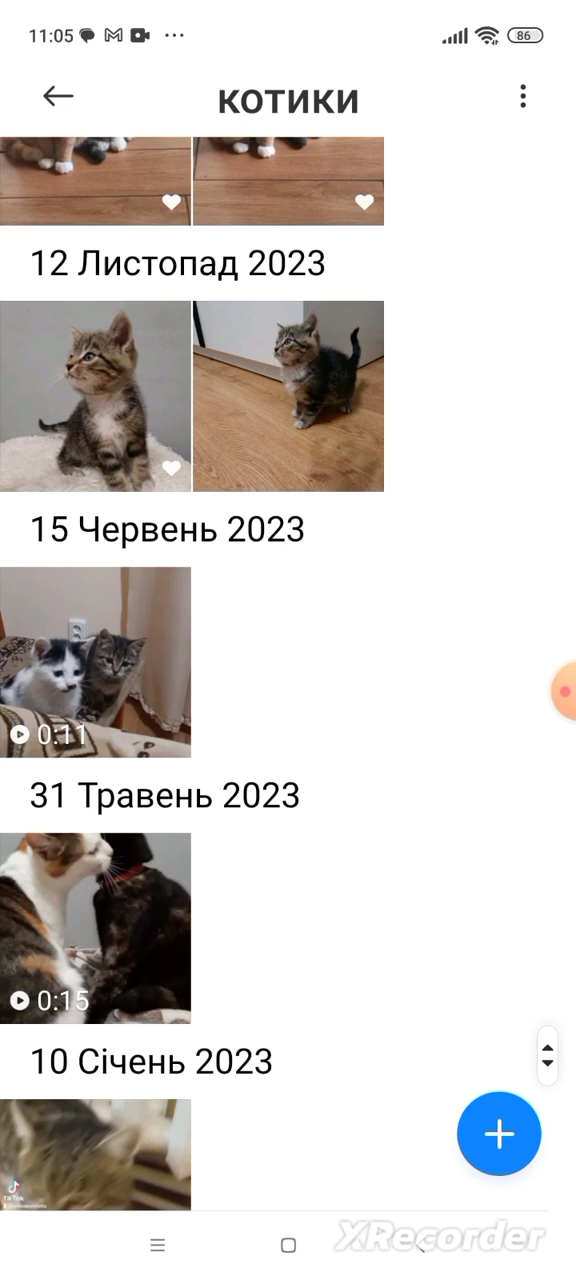 11:05
86
котики
12 Листопад 2023
15 Червень 2023
0:11
31 Травень 2023
0:15
10 Січень 2023
TikTok
XRecorder